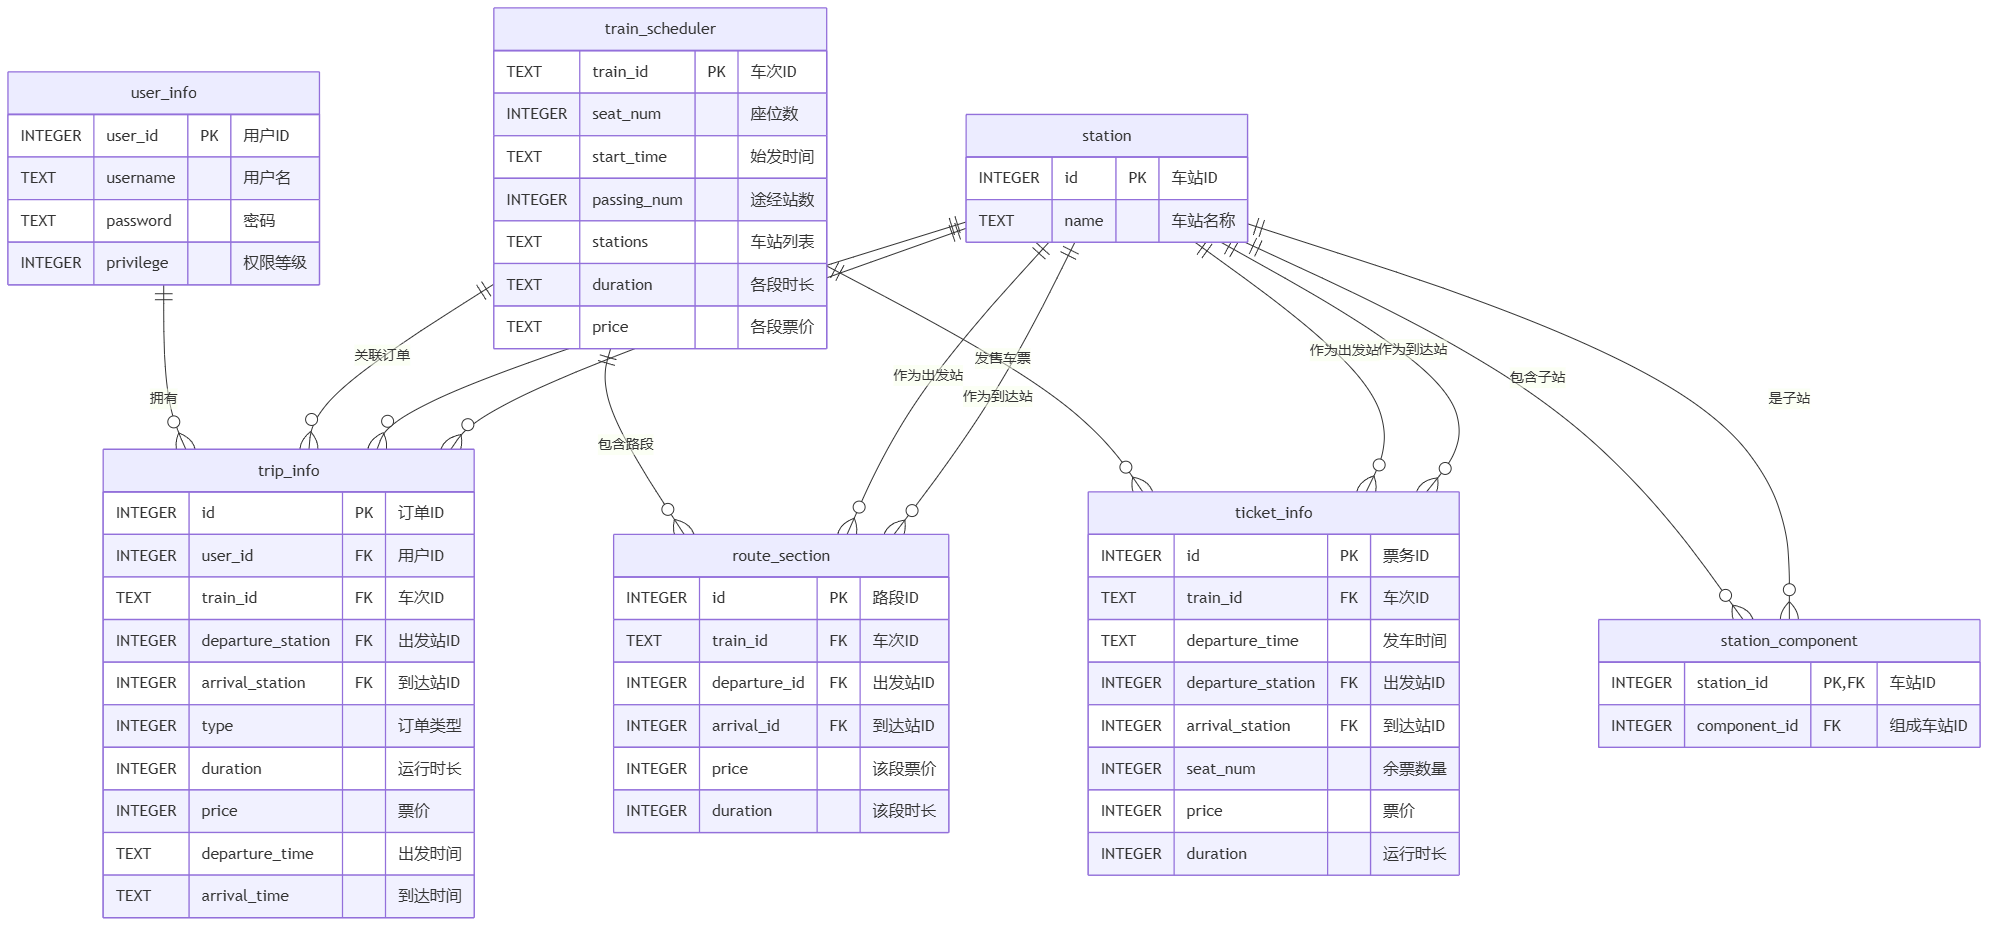 train_scheduler
TEXT train_id PK 车次ID
INTEGER seat_num 座位数
TEXT start_time 始发时间
INTEGER passing_num 途经站数
TEXT stations 车站列表
TEXT duration 各段时长
TEXT price 各段票价
user_info
INTEGER user_id PK 用户ID
TEXT username 用户名
TEXT password 密码
INTEGER privilege 权限等级
station
INTEGER id PK 车站ID
TEXT name 车站名称
关联订单
拥有
包含路段
作为出发站
发售车票
作为到达站
作为出发站
作为到达站
包含子站
是子站
trip_info
INTEGER id PK 订单ID
INTEGER user_id FK 用户ID
TEXT train_id FK 车次ID
INTEGER departure_station FK 出发站ID
INTEGER arrival_station FK 到达站ID
INTEGER type 订单类型
INTEGER duration 运行时长
INTEGER price 票价
TEXT departure_time 出发时间
TEXT arrival_time 到达时间
route_section
INTEGER id PK 路段ID
TEXT train_id FK 车次ID
INTEGER departure_id FK 出发站ID
INTEGER arrival_id FK 到达站ID
INTEGER price 该段票价
INTEGER duration 该段时长
ticket_info
INTEGER id PK 票务ID
TEXT train_id FK 车次ID
TEXT departure_time 发车时间
INTEGER departure_station FK 出发站ID
INTEGER arrival_station FK 到达站ID
INTEGER seat_num 余票数量
INTEGER price 票价
INTEGER duration 运行时长
station_component
INTEGER station_id PK,FK 车站ID
INTEGER component_id FK 组成车站ID